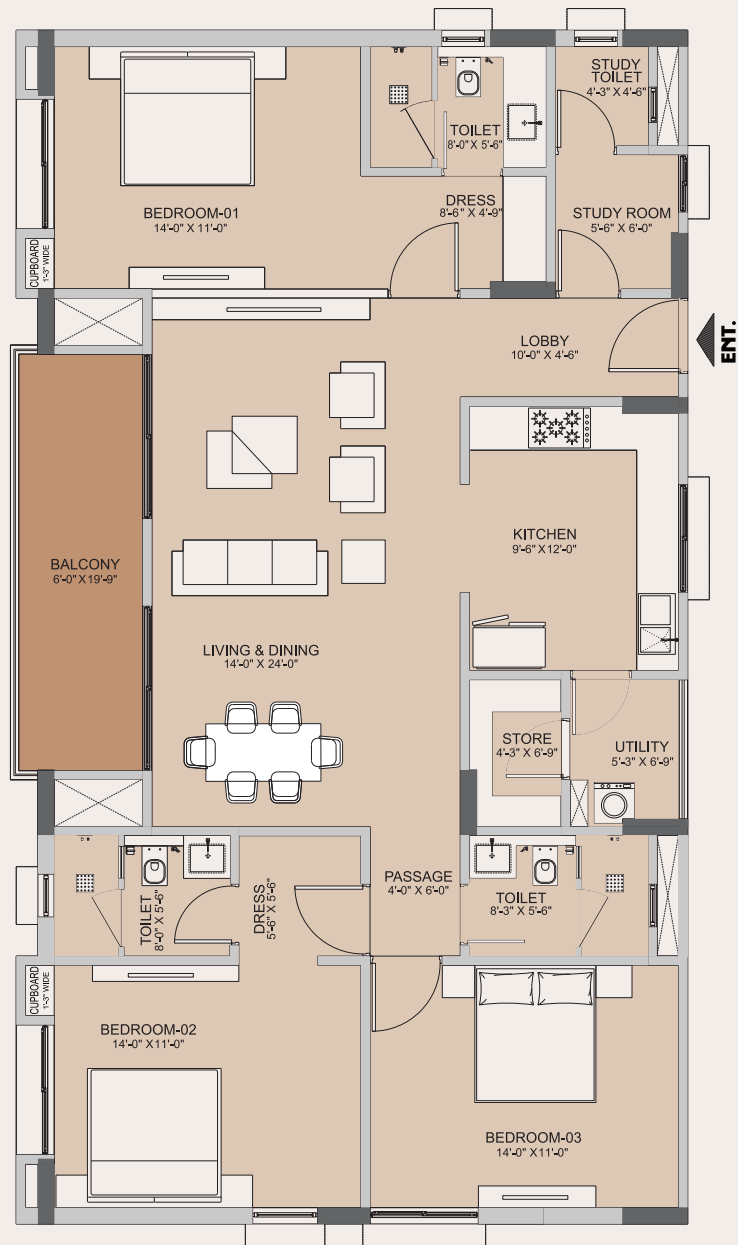 STUDY
TOILET
4'-3" X 4'-6"
TOILET
8'-0" X 5'-6"
BEDROOM-01
14'-0" X 11'-0"
DRESS
8'-6" X 4'-9"
STUDY ROOM
5'-6" X 6'-0"
CUPBOARD
1'-3" WIDE
LOBBY
10'-0" X 4'-6"
ENT.
KITCHEN
9'-6" X 12'-0"
BALCONY
6'-0" X 19'-9"
LIVING & DINING
14'-0" X 24'-0"
STORE
4'-3" X 6'-9"
UTILITY
5'-3" X 6'-9"
PASSAGE
4'-0" X 6'-0"
TOILET
8'-0" X 5'-6"
DRESS
5'-6" X 5'-6"
TOILET
8'-3" X 5'-6"
CUPBOARD
1'-3" WIDE
BEDROOM-02
14'-0" X 11'-0"
BEDROOM-03
14'-0" X 11'-0"